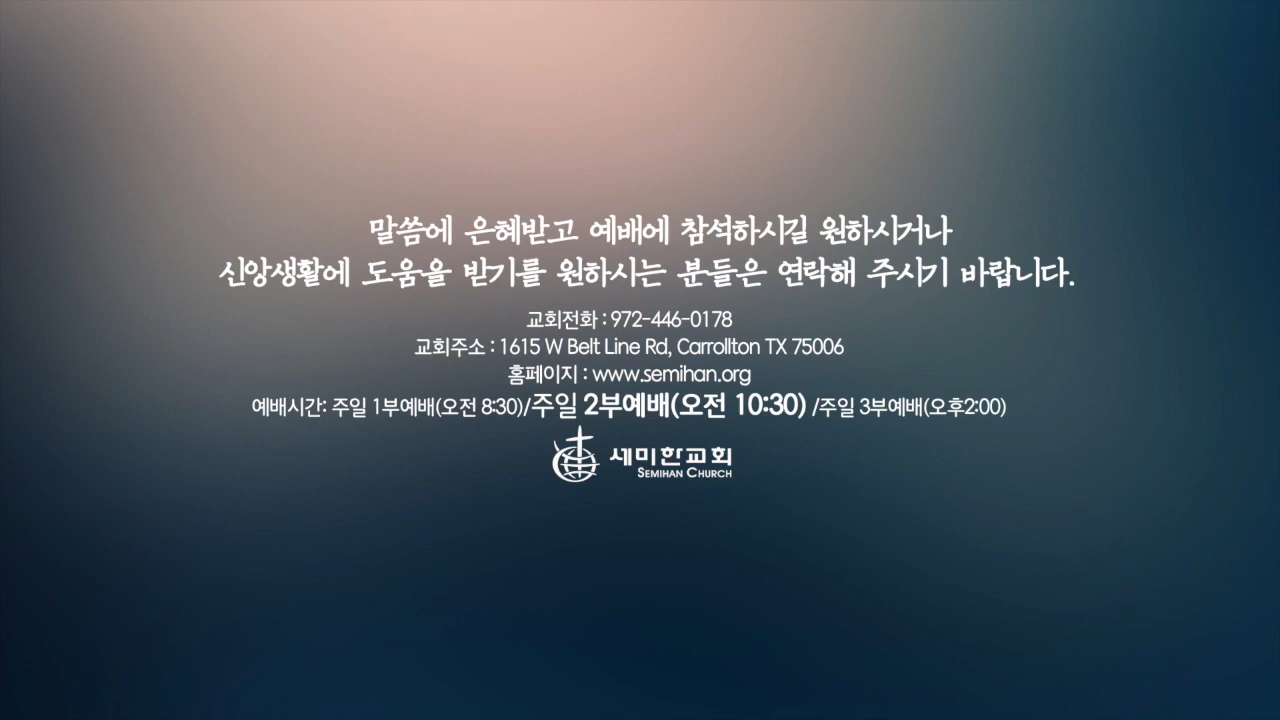 말씀에 은혜받고 예배에 참석하시길 원하시거나
신앙생활에 도움을 받기를 원하시는 분들은 연락해 주시기 바랍니다.
교회전화 : 972-446-0178
교회주소 : 1615 W Belt Line Rd, Carrollton TX 75006
홈페이지 : www.semihan.org
예배시간: 주일 1부예배(오전 8:30)/주일 2부예배(오전 10:30) /주일 3부예배(오후2:00)
세미한교회
SEMIHAN CHURCH